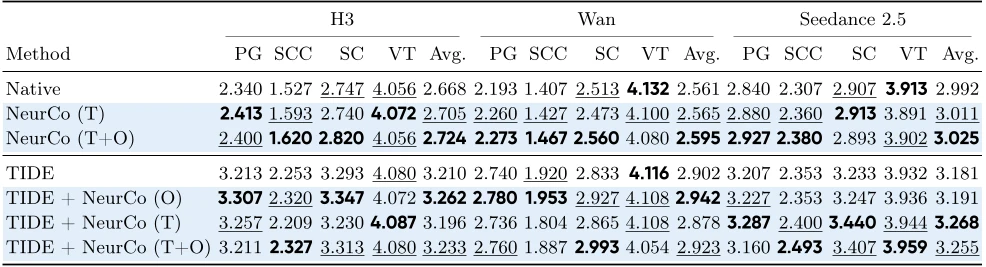 H3 Wan Seedance 2.5
Method PG SCC SC VT Avg. PG SCC SC VT Avg. PG SCC SC VT Avg.
Native 2.340 1.527 2.747 4.056 2.668 2.193 1.407 2.513 4.132 2.561 2.840 2.307 2.907 3.913 2.992
NeurCo (T) 2.413 1.593 2.740 4.072 2.705 2.260 1.427 2.473 4.100 2.565 2.880 2.360 2.913 3.891 3.011
NeurCo (T+O) 2.400 1.620 2.820 4.056 2.724 2.273 1.467 2.560 4.080 2.595 2.927 2.380 2.893 3.902 3.025
TIDE 3.213 2.253 3.293 4.080 3.210 2.740 1.920 2.833 4.116 2.902 3.207 2.353 3.233 3.932 3.181
TIDE + NeurCo (O) 3.307 2.320 3.347 4.072 3.262 2.780 1.953 2.927 4.108 2.942 3.227 2.353 3.247 3.936 3.191
TIDE + NeurCo (T) 3.257 2.209 3.230 4.087 3.196 2.736 1.804 2.865 4.108 2.878 3.287 2.400 3.440 3.944 3.268
TIDE + NeurCo (T+O) 3.211 2.327 3.313 4.080 3.233 2.760 1.887 2.993 4.054 2.923 3.160 2.493 3.407 3.959 3.255